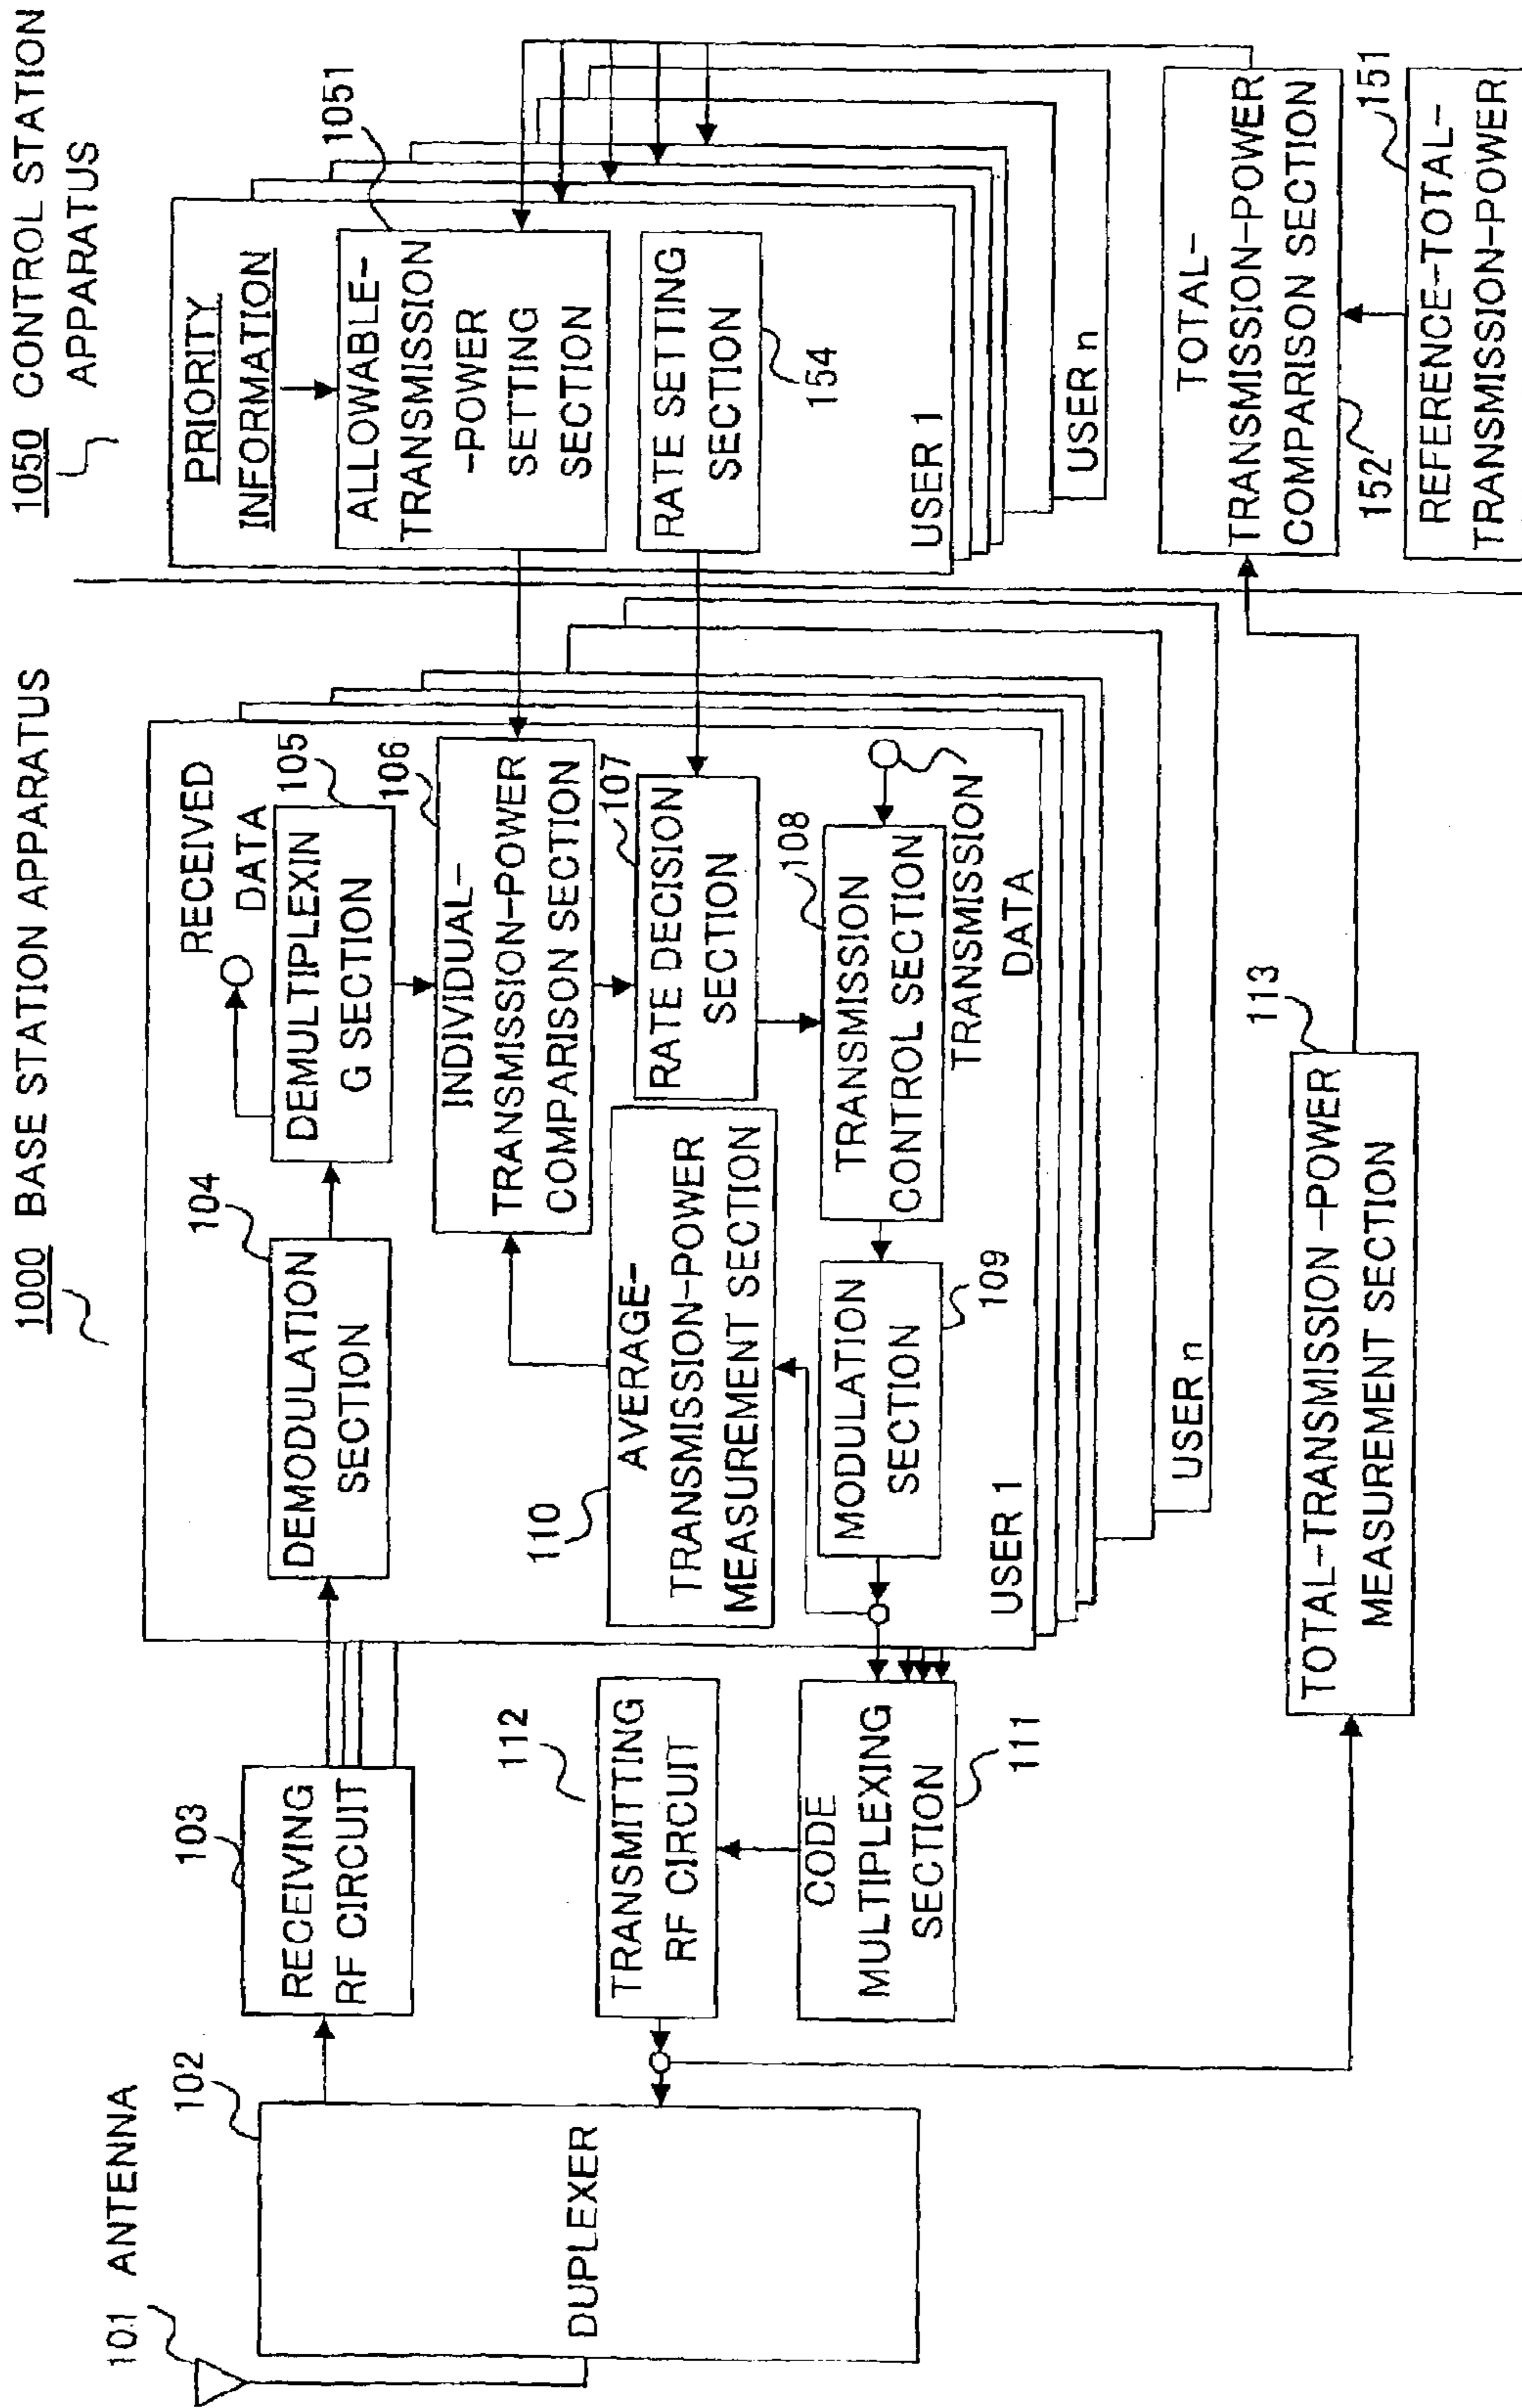 1000 BASE STATION APPARATUS
1050 CONTROL STATION
APPARATUS
101 ANTENNA
102
DUPLEXER
103
RECEIVING
RF CIRCUIT
104
DEMODULATION
SECTION
RECEIVED
DATA
105
DEMULTIPLEXIN
G SECTION
106
INDIVIDUAL-
TRANSMISSION-POWER
COMPARISON SECTION
107
RATE DECISION
SECTION
108
TRANSMISSION
CONTROL SECTION
TRANSMISSION
DATA
110
AVERAGE-
TRANSMISSION-POWER
MEASUREMENT SECTION
MODULATION
SECTION
109
USER 1
USER n
112
TRANSMITTING
RF CIRCUIT
CODE
MULTIPLEXING
SECTION
111
113
TOTAL-TRANSMISSION -POWER
MEASUREMENT SECTION
PRIORITY
INFORMATION
1051
ALLOWABLE-
TRANSMISSION
-POWER
SETTING
SECTION
RATE SETTING
SECTION
154
USER 1
USER n
TOTAL-
TRANSMISSION-POWER
COMPARISON SECTION
152
151
REFERENCE-TOTAL-
TRANSMISSION-POWER